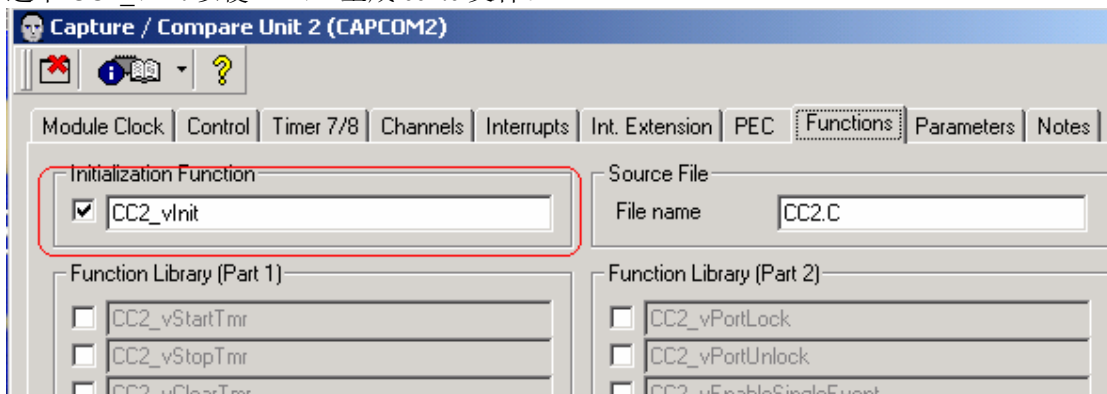 Capture / Compare Unit 2 (CAPCOM2)
Module Clock Control Timer 7/8 Channels Interrupts Int. Extension PEC Functions Parameters Notes
Initialization Function
CC2_vInit
Source File
File name CC2.C
Function Library (Part 1)
CC2_vStartTmr
CC2_vStopTmr
CC2_vClearTmr
Function Library (Part 2)
CC2_vPortLock
CC2_vPortUnlock
CC2_vEnableSingleEvent